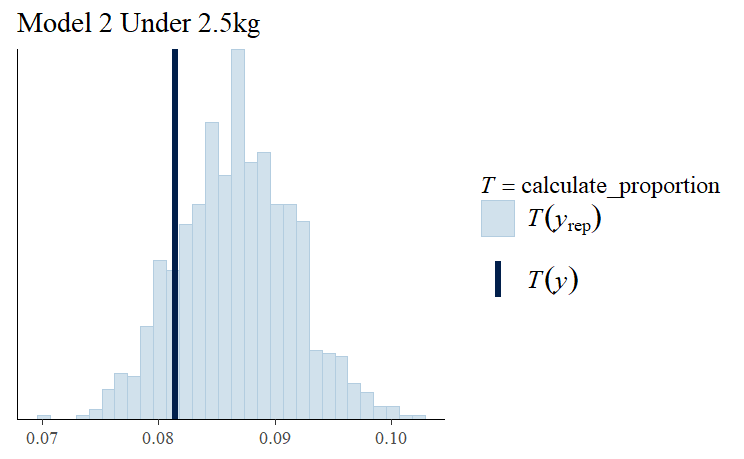 Model 2 Under 2.5kg
T = calculate_proportion
T(yrep)
T(y)
0.07 0.08 0.09 0.10